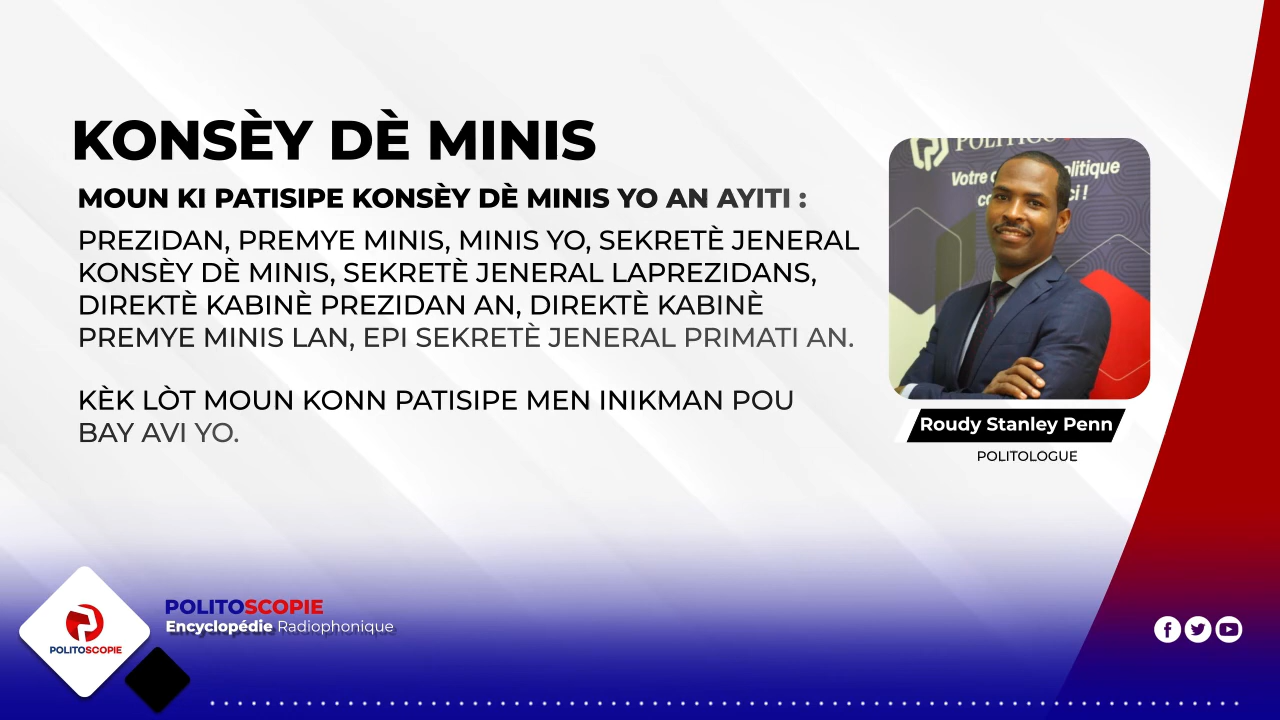 KONSÈY DÈ MINIS
MOUN KI PATISIPE KONSÈY DÈ MINIS YO AN AYITI :
PREZIDAN, PREMYE MINIS, MINIS YO, SEKRETÈ JENERAL
KONSÈY DÈ MINIS, SEKRETÈ JENERAL LAPREZIDANS,
DIREKTÈ KABINÈ PREZIDAN AN, DIREKTÈ KABINÈ
PREMYE MINIS LAN, EPI SEKRETÈ JENERAL PRIMATI AN.
KÈK LÒT MOUN KONN PATISIPE MEN INIKMAN POU
BAY AVI YO.
Votre
Roudy Stanley Penn
POLITOLOGUE
POLITOSCOPIE
Encyclopédie Radiophonique
POLITOSCOPIE